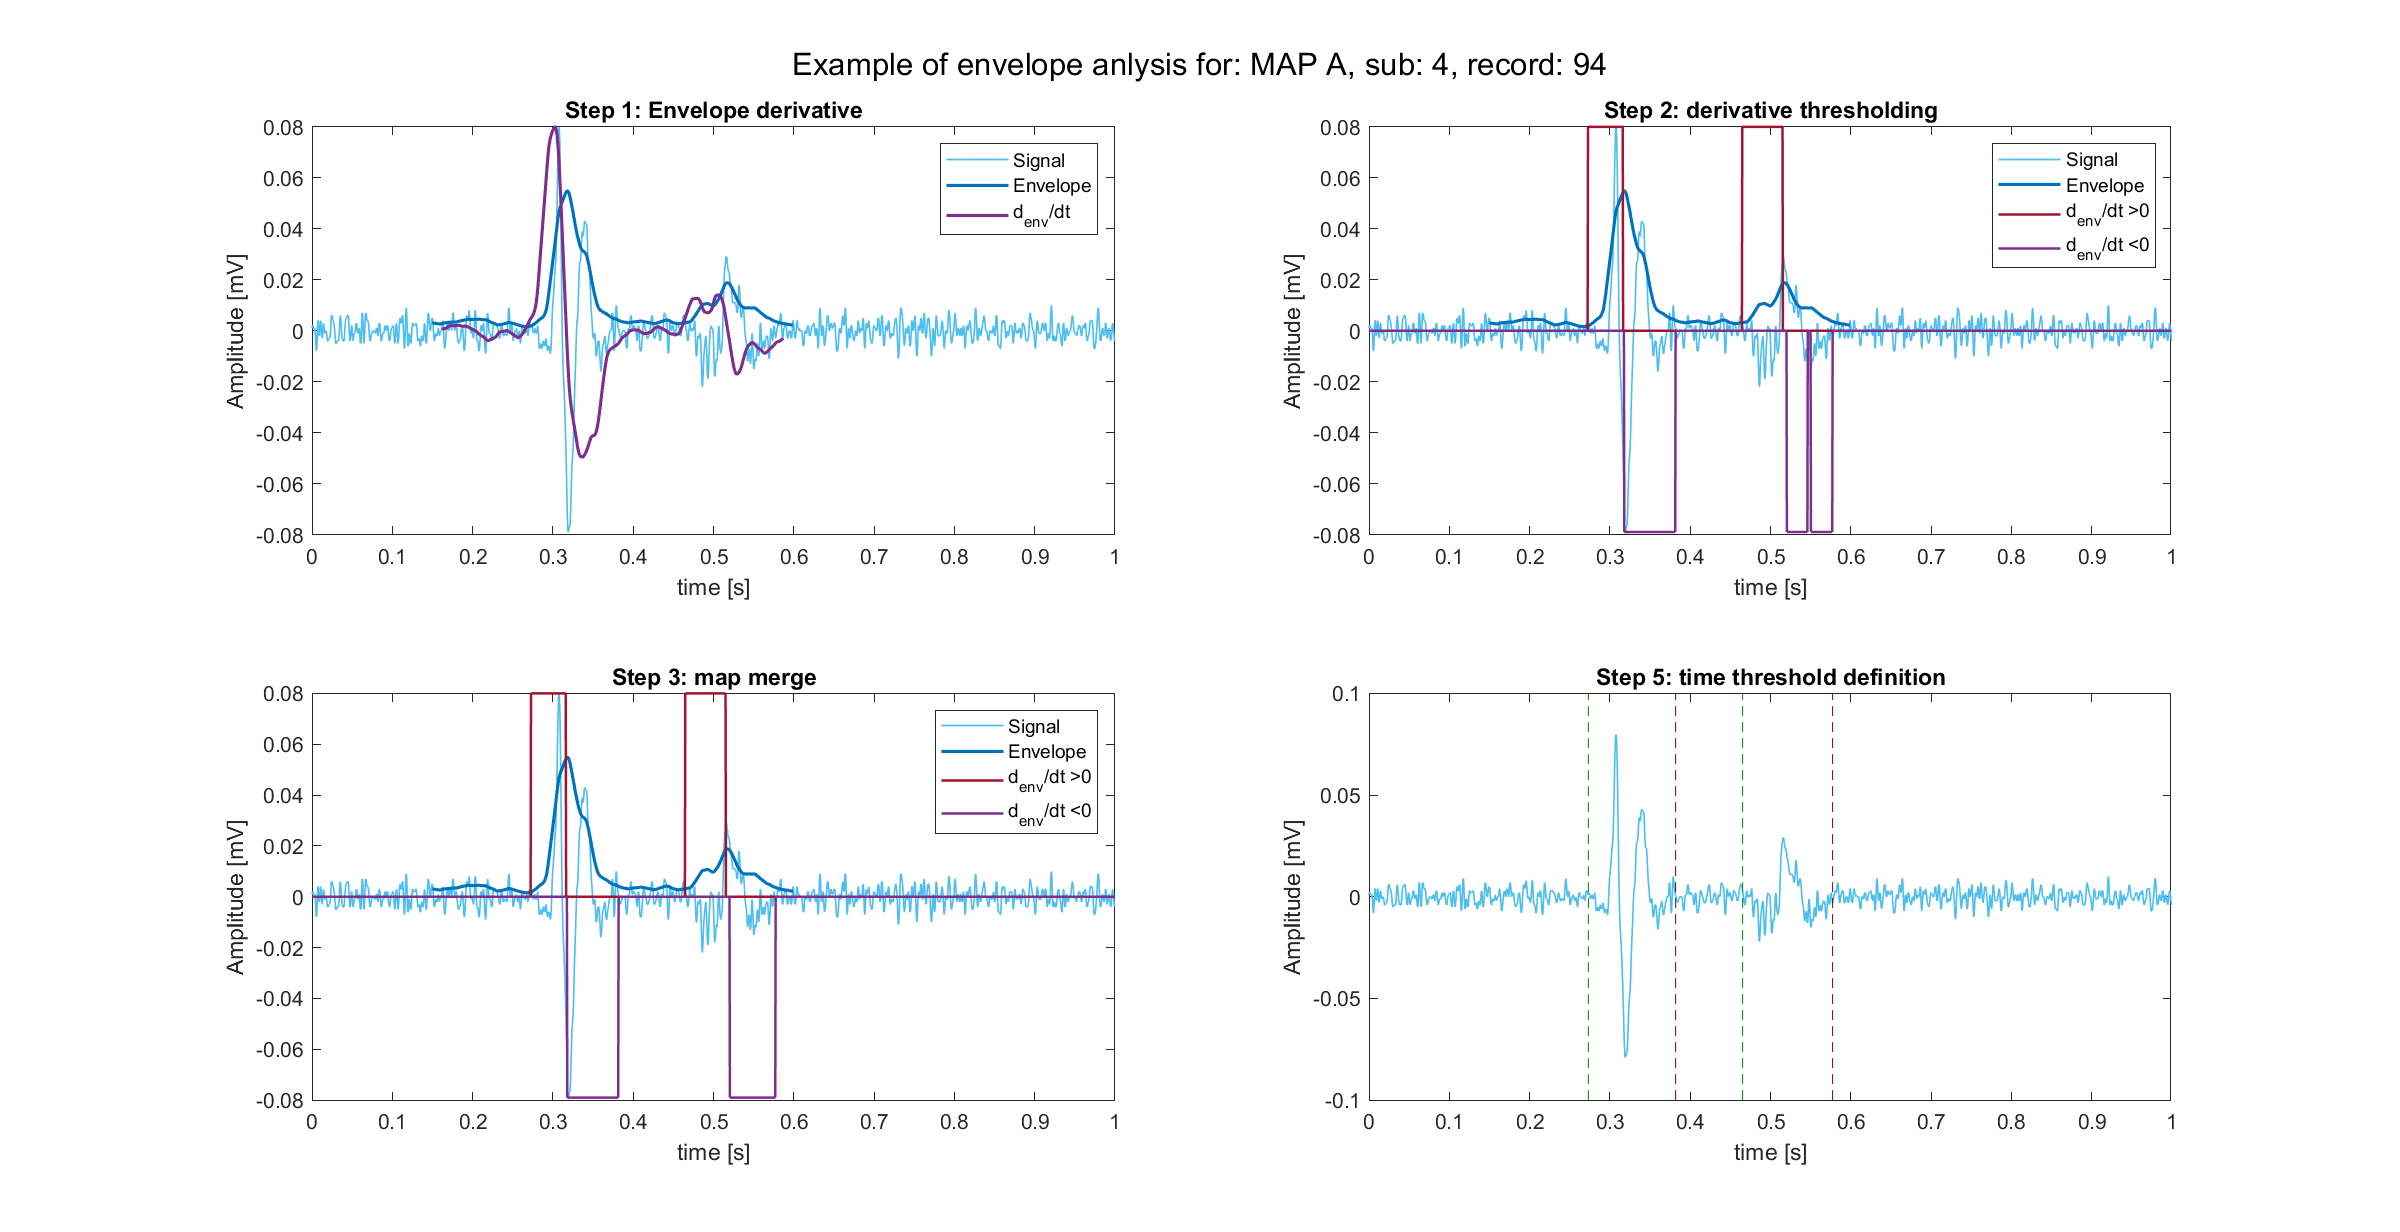 Example of envelope anlysis for: MAP A, sub: 4, record: 94
Step 1: Envelope derivative
0.08
0.06
0.04
0.02
0
-0.02
-0.04
-0.06
-0.08
Amplitude [mV]
0 0.1 0.2 0.3 0.4 0.5 0.6 0.7 0.8 0.9 1
time [s]
Signal
Envelope
denv/dt
Step 2: derivative thresholding
0.08
0.06
0.04
0.02
0
-0.02
-0.04
-0.06
-0.08
Amplitude [mV]
0 0.1 0.2 0.3 0.4 0.5 0.6 0.7 0.8 0.9 1
time [s]
Signal
Envelope
denv/dt >0
denv/dt <0
Step 3: map merge
0.08
0.06
0.04
0.02
0
-0.02
-0.04
-0.06
-0.08
Amplitude [mV]
0 0.1 0.2 0.3 0.4 0.5 0.6 0.7 0.8 0.9 1
time [s]
Signal
Envelope
denv/dt >0
denv/dt <0
Step 5: time threshold definition
0.1
0.05
0
-0.05
-0.1
Amplitude [mV]
0 0.1 0.2 0.3 0.4 0.5 0.6 0.7 0.8 0.9 1
time [s]